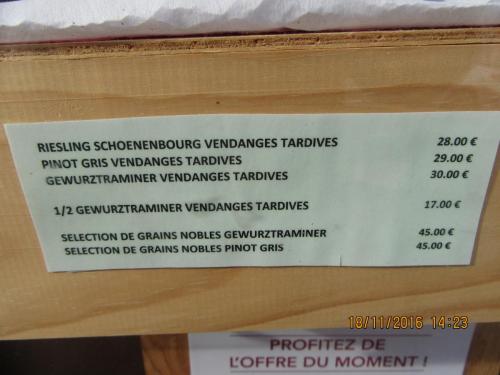 RIESLING SCHOENENBOURG VENDANGES TARDIVES 28.00 €
PINOT GRIS VENDANGES TARDIVES 29.00 €
GEWURZTRAMINER VENDANGES TARDIVES 30.00 €
1/2 GEWURZTRAMINER VENDANGES TARDIVES 17.00 €
SELECTION DE GRAINS NOBLES GEWURZTRAMINER 45.00 €
SELECTION DE GRAINS NOBLES PINOT GRIS 45.00 €
18/11/2016 14:23
PROFITEZ DE
L'OFFRE DU MOMENT !